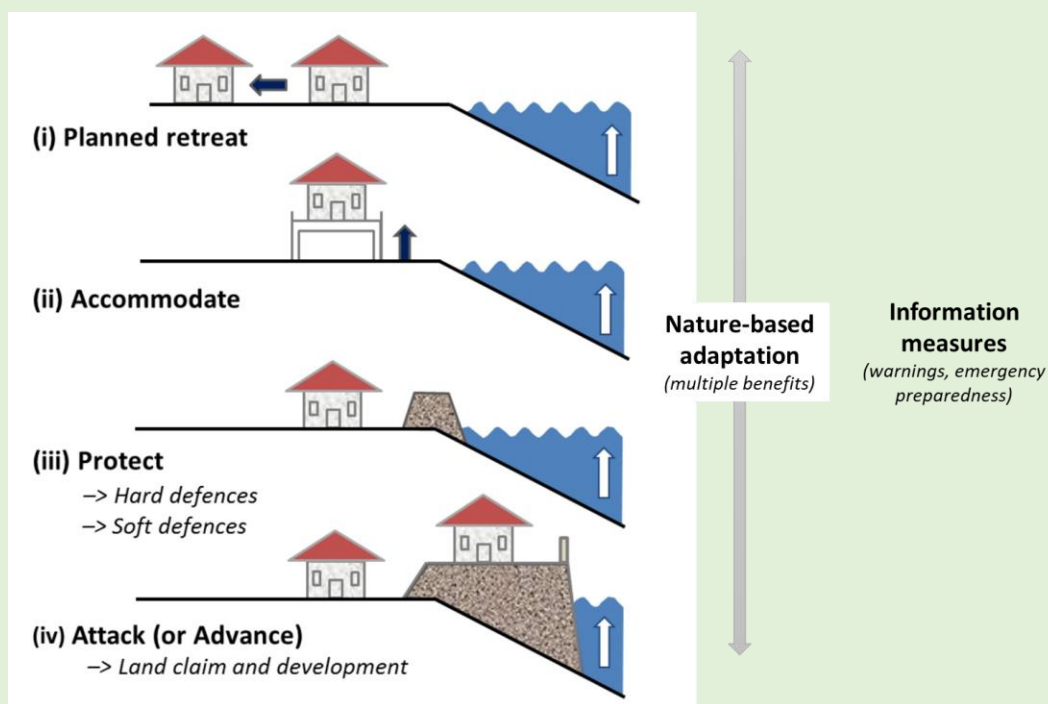 (i) Planned retreat
(ii) Accommodate
(iii) Protect
–> Hard defences
–> Soft defences
(iv) Attack (or Advance)
–> Land claim and development
Nature-based
adaptation
(multiple benefits)
Information
measures
(warnings, emergency
preparedness)